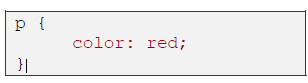 p {
color: red;
}